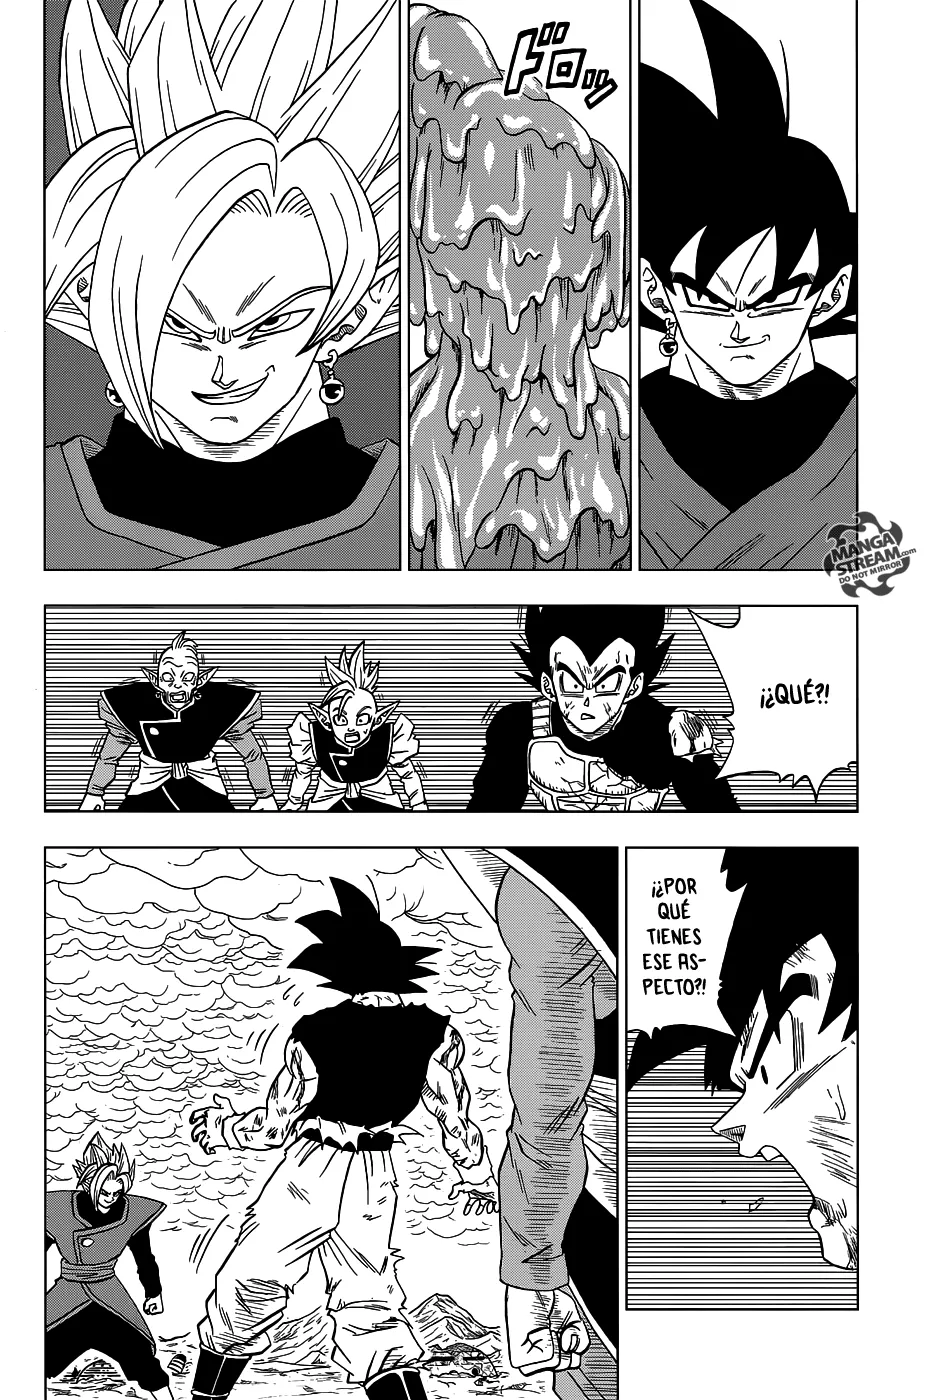 ドロッ
MANGA
STREAM.com
DO NOT MIRROR
¡¿QUÉ?!
¡¿POR
QUÉ
TIENES
ESE AS-
PECTO?!